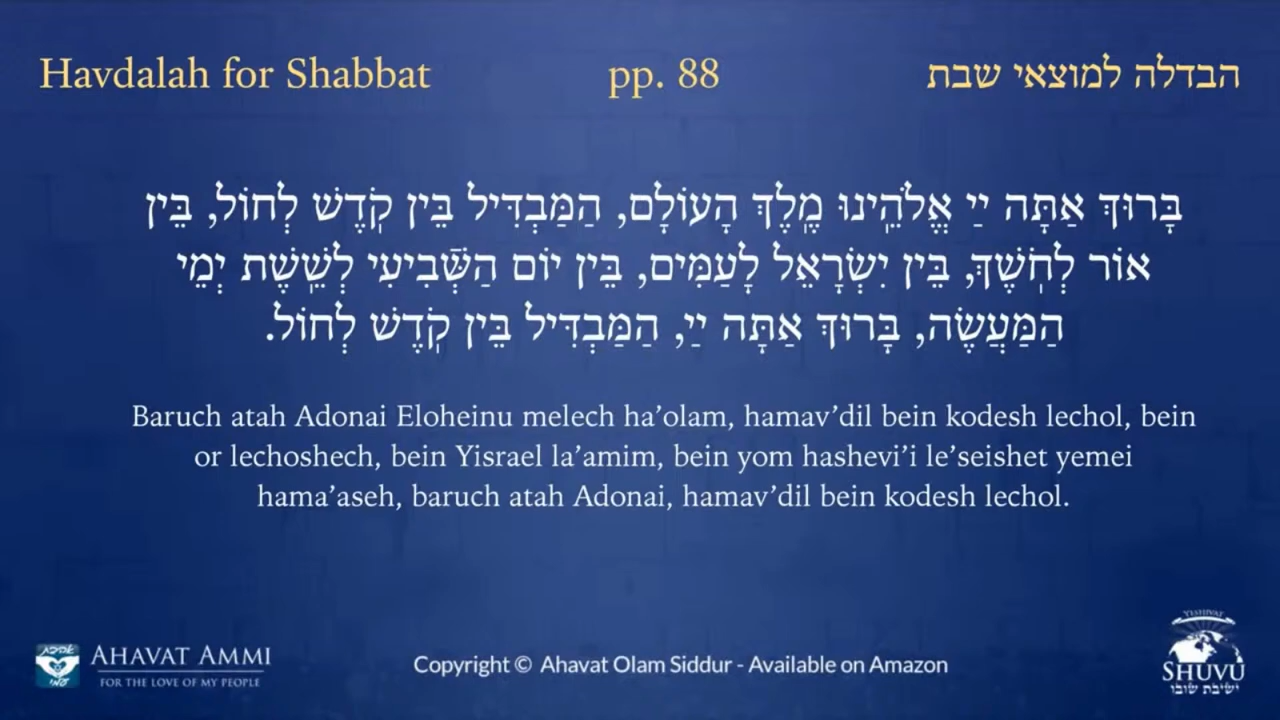 Havdalah for Shabbat
pp. 88
הבדלה למוצאי שבת
בָּרוּךְ אַתָּה יַי אֱלֹהֵֽינוּ מֶֽלֶךְ הָעוֹלָם, הַמַּבְדִּיל בֵּין קֹֽדֶשׁ לְחוֹל, בֵּין
אוֹר לְחֹֽשֶׁךְ, בֵּין יִשְׂרָאֵל לָעַמִּים, בֵּין יוֹם הַשְּׁבִיעִי לְשֵֽׁשֶׁת יְמֵי
הַמַּעֲשֶׂה, בָּרוּךְ אַתָּה יַי, הַמַּבְדִּיל בֵּין קֹֽדֶשׁ לְחוֹל.
Baruch atah Adonai Eloheinu melech ha’olam, hamav’dil bein kodesh lechol, bein
or lechoshech, bein Yisrael la’amim, bein yom hashevi’i le’seishet yemei
hama’aseh, baruch atah Adonai, hamav’dil bein kodesh lechol.
אהבת
עמי
AHAVAT AMMI
FOR THE LOVE OF MY PEOPLE
Copyright © Ahavat Olam Siddur - Available on Amazon
YESHIVAT
SHUVU
ישיבת שובו